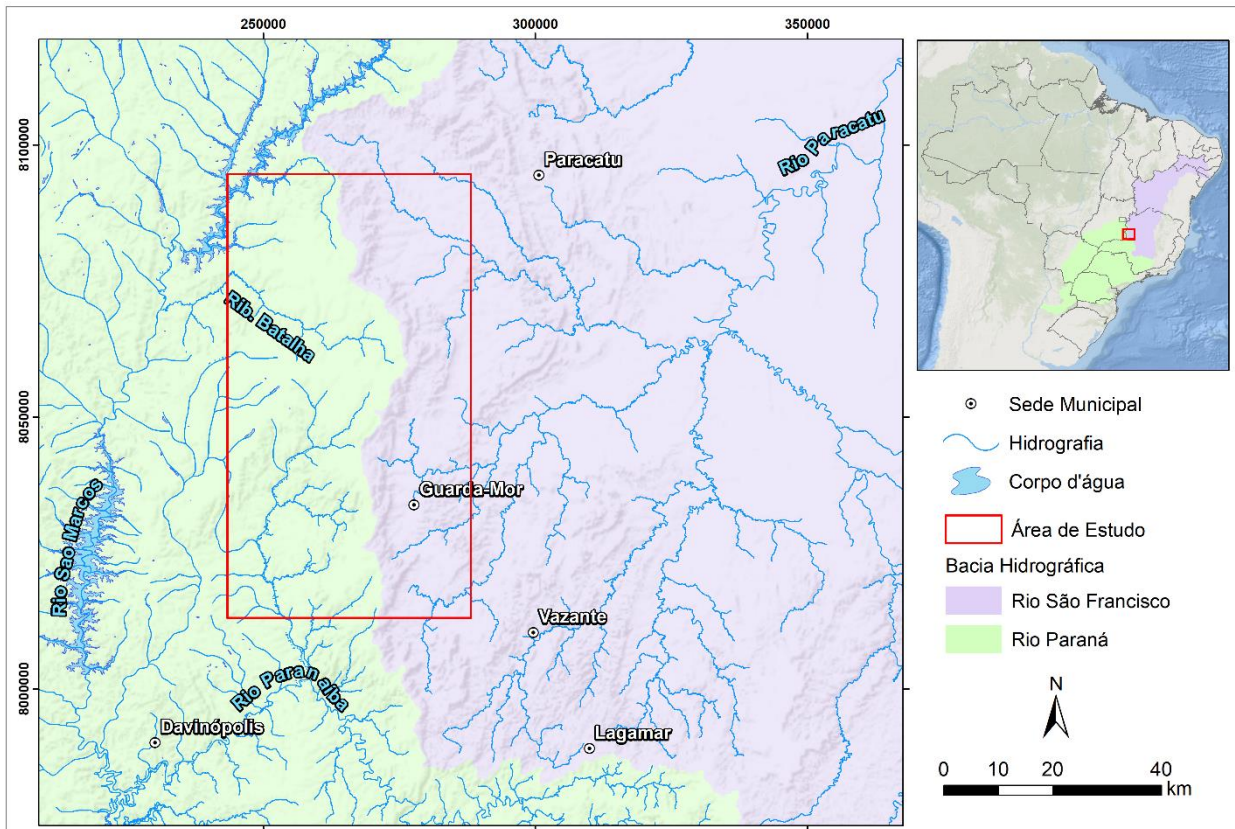 250000
300000
350000
8100000
8050000
8000000
Paracatu
Rio Paracatu
Rib. Batalha
Guarda-Mor
Rio Sao Marcos
Vazante
Rio Paranaiba
Davinópolis
Lagamar
Sede Municipal
Hidrografia
Corpo d'água
Área de Estudo
Bacia Hidrográfica
Rio São Francisco
Rio Paraná
N
0 10 20 40
km